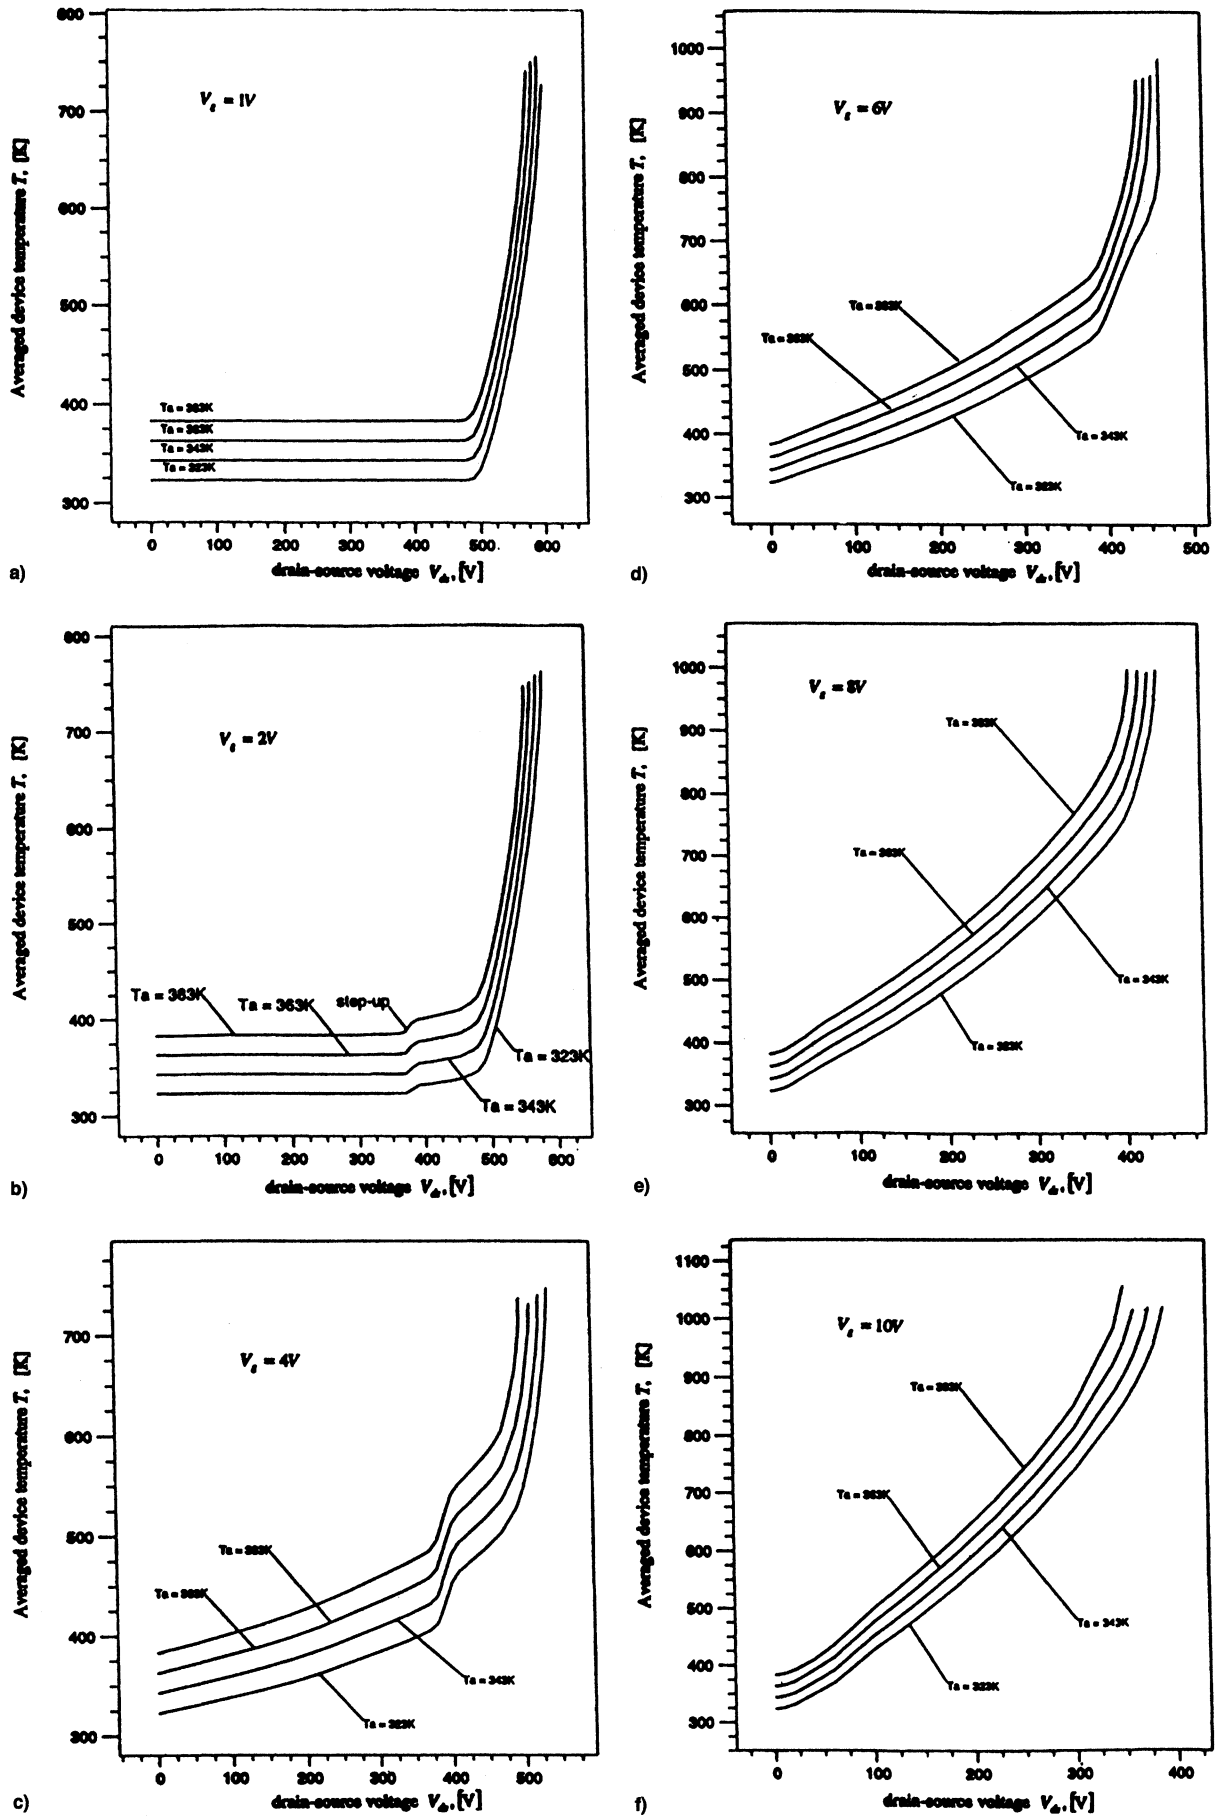 800
700
600
500
400
300
Averaged device temperature T, [K]
V_g = 1V
Ta = 383K
Ta = 363K
Ta = 343K
Ta = 323K
0 100 200 300 400 500 600
drain-source voltage V_ds, [V]
a)
1000
900
800
700
600
500
400
300
Averaged device temperature T, [K]
V_g = 6V
Ta = 383K
Ta = 363K
Ta = 343K
Ta = 323K
0 100 200 300 400 500
drain-source voltage V_ds, [V]
d)
800
700
600
500
400
300
Averaged device temperature T, [K]
V_g = 2V
Ta = 383K
Ta = 363K
step-up
Ta = 323K
Ta = 343K
0 100 200 300 400 500 600
drain-source voltage V_ds, [V]
b)
1000
900
800
700
600
500
400
300
Averaged device temperature T, [K]
V_g = 8V
Ta = 383K
Ta = 363K
Ta = 343K
Ta = 323K
0 100 200 300 400
drain-source voltage V_ds, [V]
e)
700
600
500
400
300
Averaged device temperature T, [K]
V_g = 4V
Ta = 383K
Ta = 363K
Ta = 343K
Ta = 323K
0 100 200 300 400 500
drain-source voltage V_ds, [V]
c)
1100
1000
900
800
700
600
500
400
300
Averaged device temperature T, [K]
V_g = 10V
Ta = 383K
Ta = 363K
Ta = 343K
Ta = 323K
0 100 200 300 400
drain-source voltage V_ds, [V]
f)